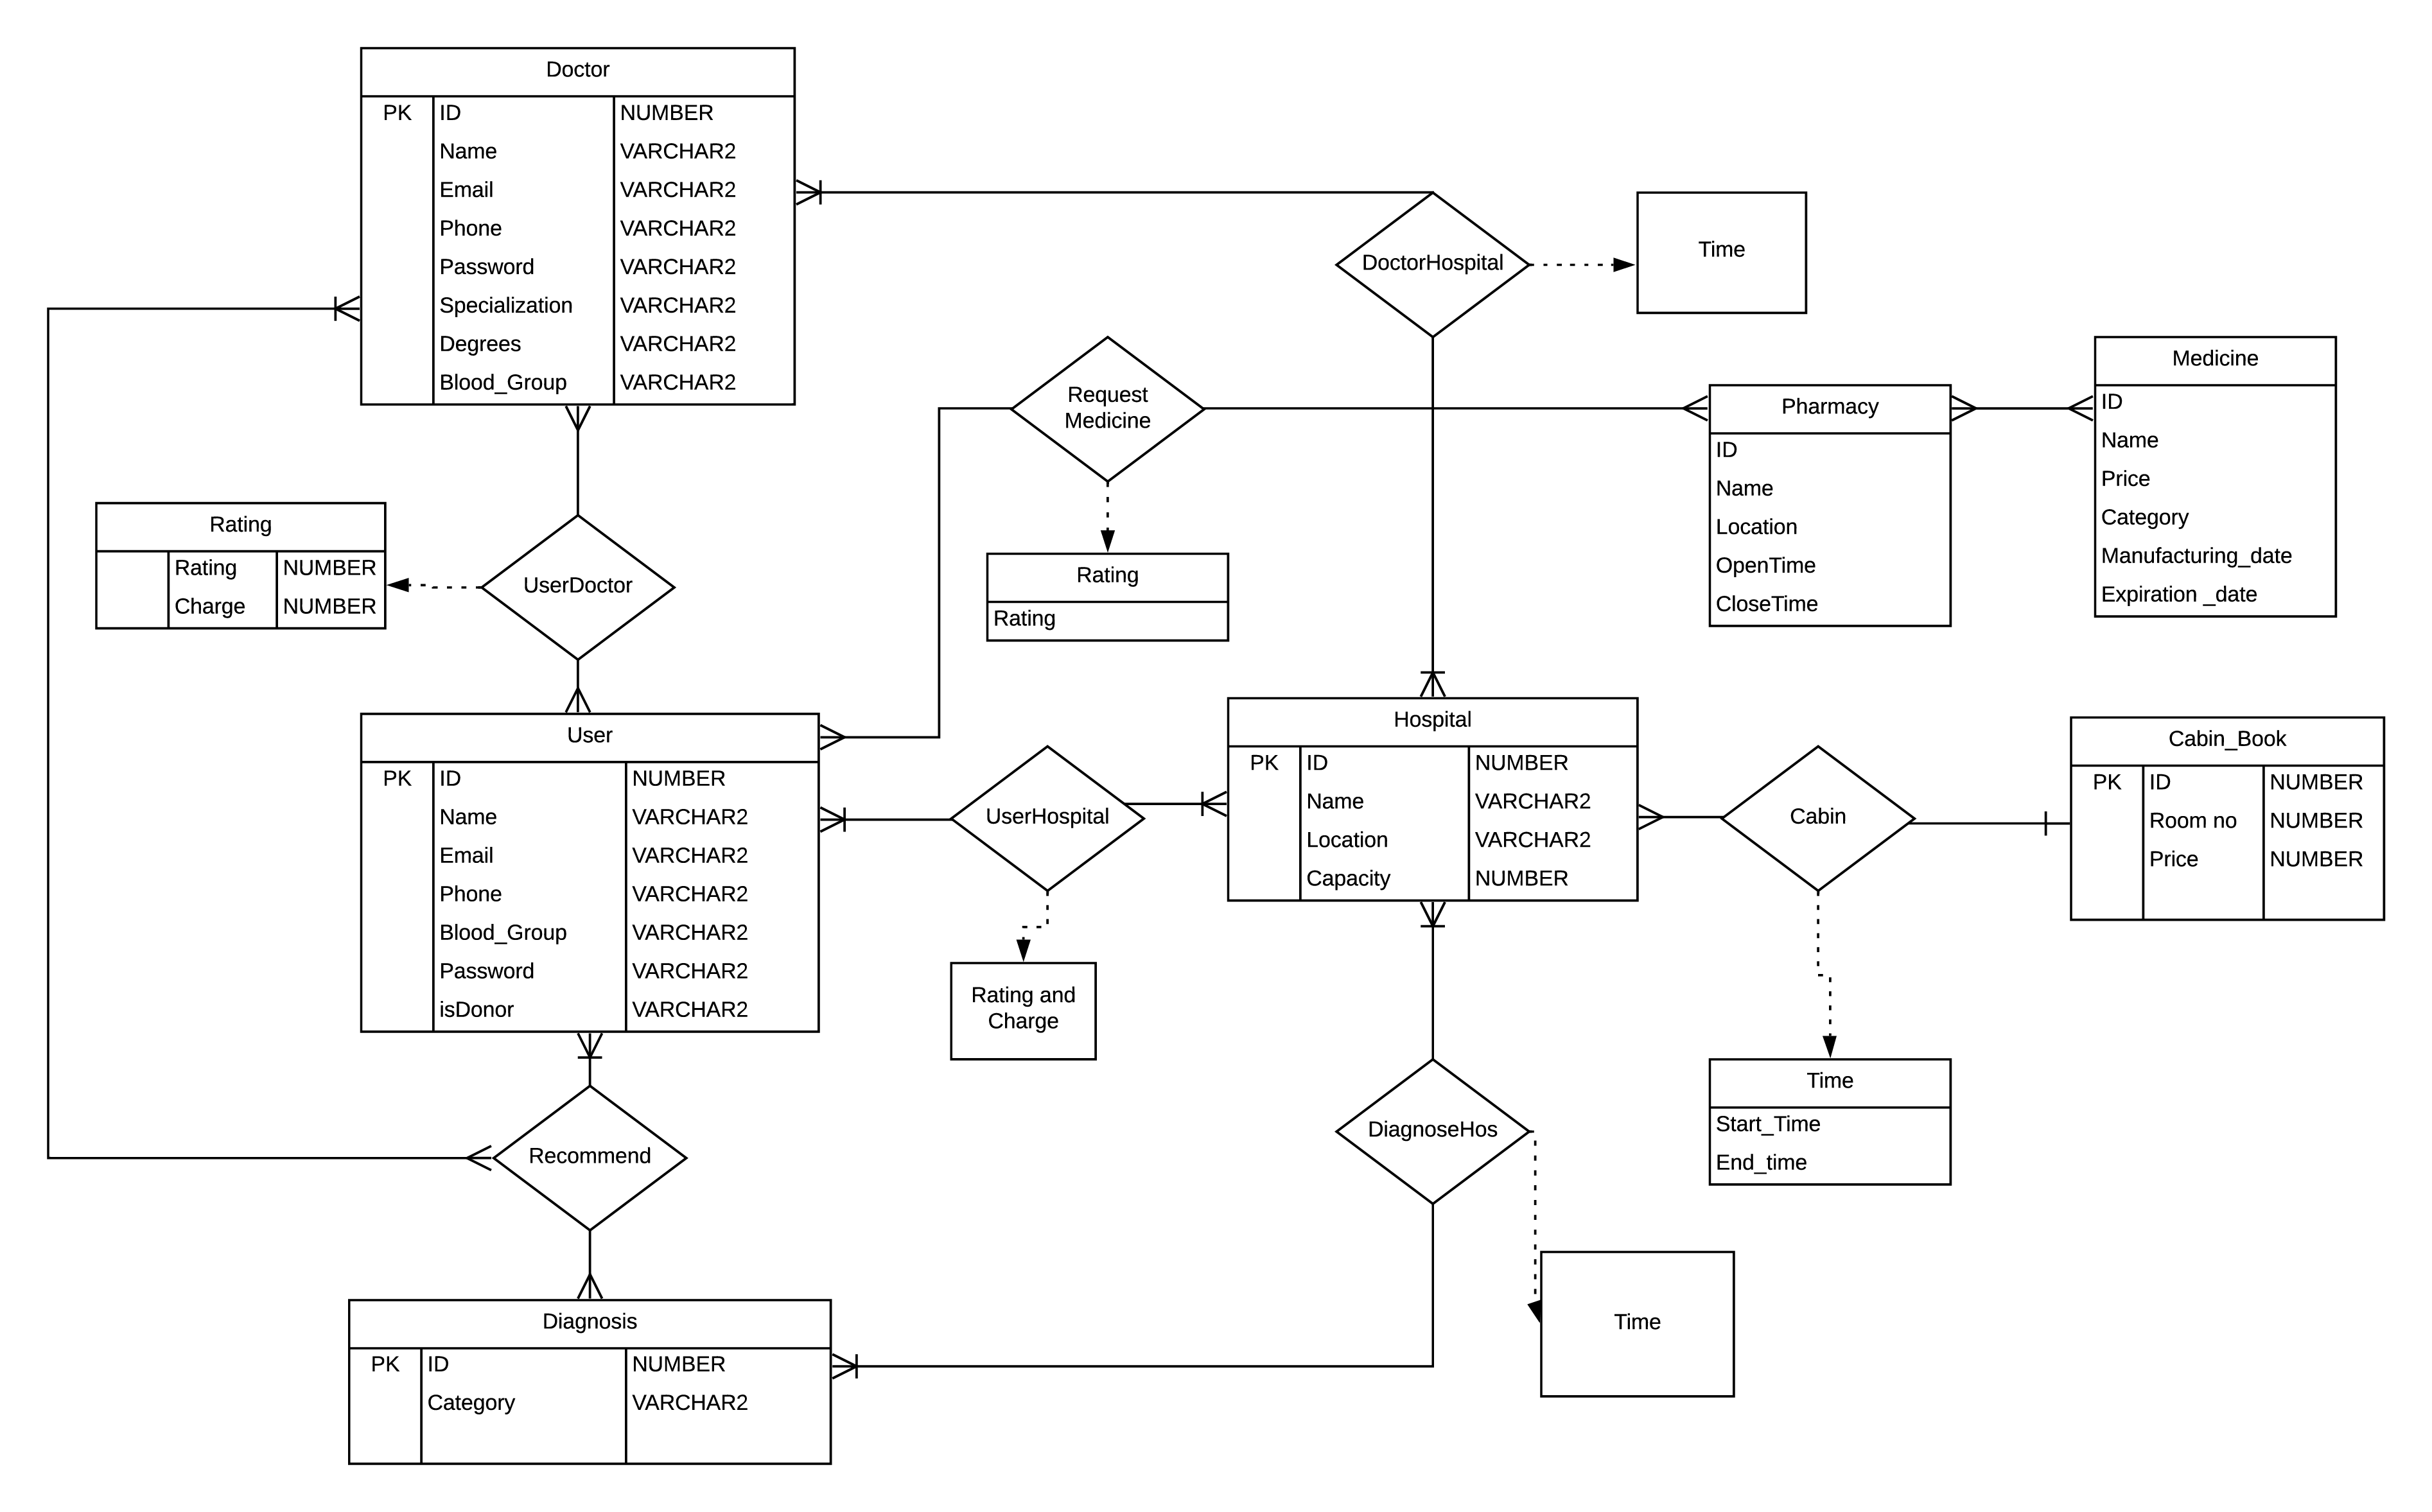 Doctor
PK ID NUMBER
Name VARCHAR2
Email VARCHAR2
Phone VARCHAR2
Password VARCHAR2
Specialization VARCHAR2
Degrees VARCHAR2
Blood_Group VARCHAR2
DoctorHospital
Time
Request
Medicine
Pharmacy
ID
Name
Location
OpenTime
CloseTime
Medicine
ID
Name
Price
Category
Manufacturing_date
Expiration _date
Rating
Rating NUMBER
Charge NUMBER
UserDoctor
Rating
Rating
User
PK ID NUMBER
Name VARCHAR2
Email VARCHAR2
Phone VARCHAR2
Blood_Group VARCHAR2
Password VARCHAR2
isDonor VARCHAR2
UserHospital
Rating and
Charge
Hospital
PK ID NUMBER
Name VARCHAR2
Location VARCHAR2
Capacity NUMBER
Cabin
Cabin_Book
PK ID NUMBER
Room no NUMBER
Price NUMBER
Time
Start_Time
End_time
Recommend
DiagnoseHos
Time
Diagnosis
PK ID NUMBER
Category VARCHAR2